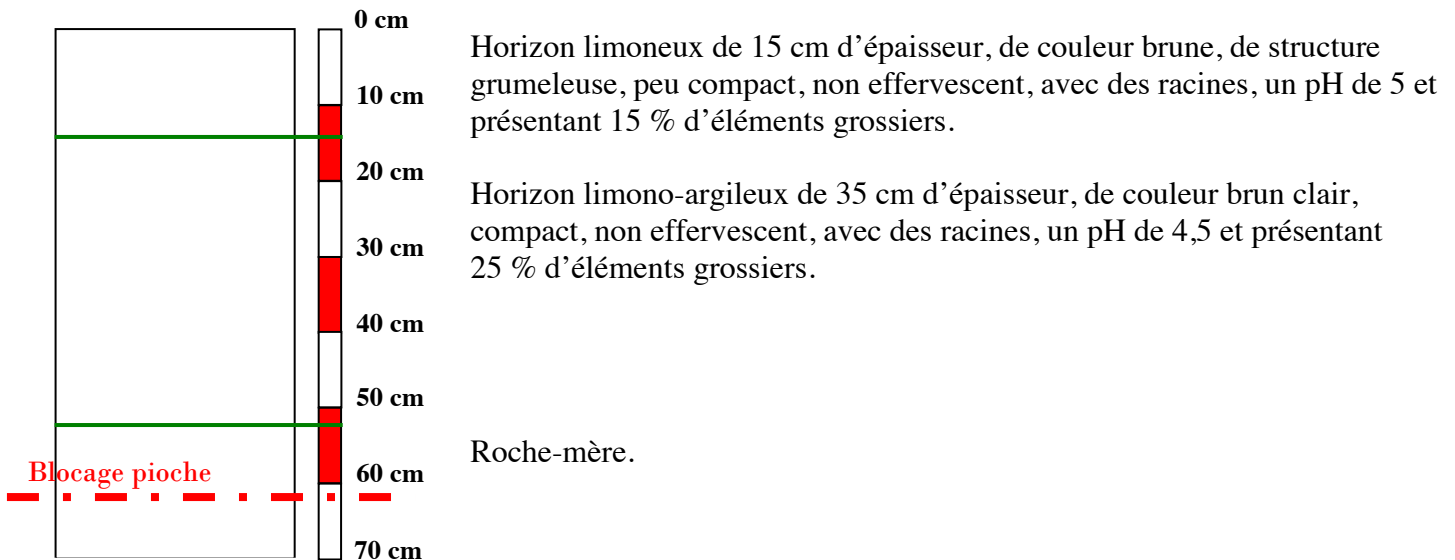 0 cm
Horizon limoneux de 15 cm d’épaisseur, de couleur brune, de structure
grumeleuse, peu compact, non effervescent, avec des racines, un pH de 5 et
présentant 15 % d’éléments grossiers.
10 cm
20 cm
Horizon limono-argileux de 35 cm d’épaisseur, de couleur brun clair,
compact, non effervescent, avec des racines, un pH de 4,5 et présentant
25 % d’éléments grossiers.
30 cm
40 cm
50 cm
Roche-mère.
Blocage pioche
60 cm
70 cm